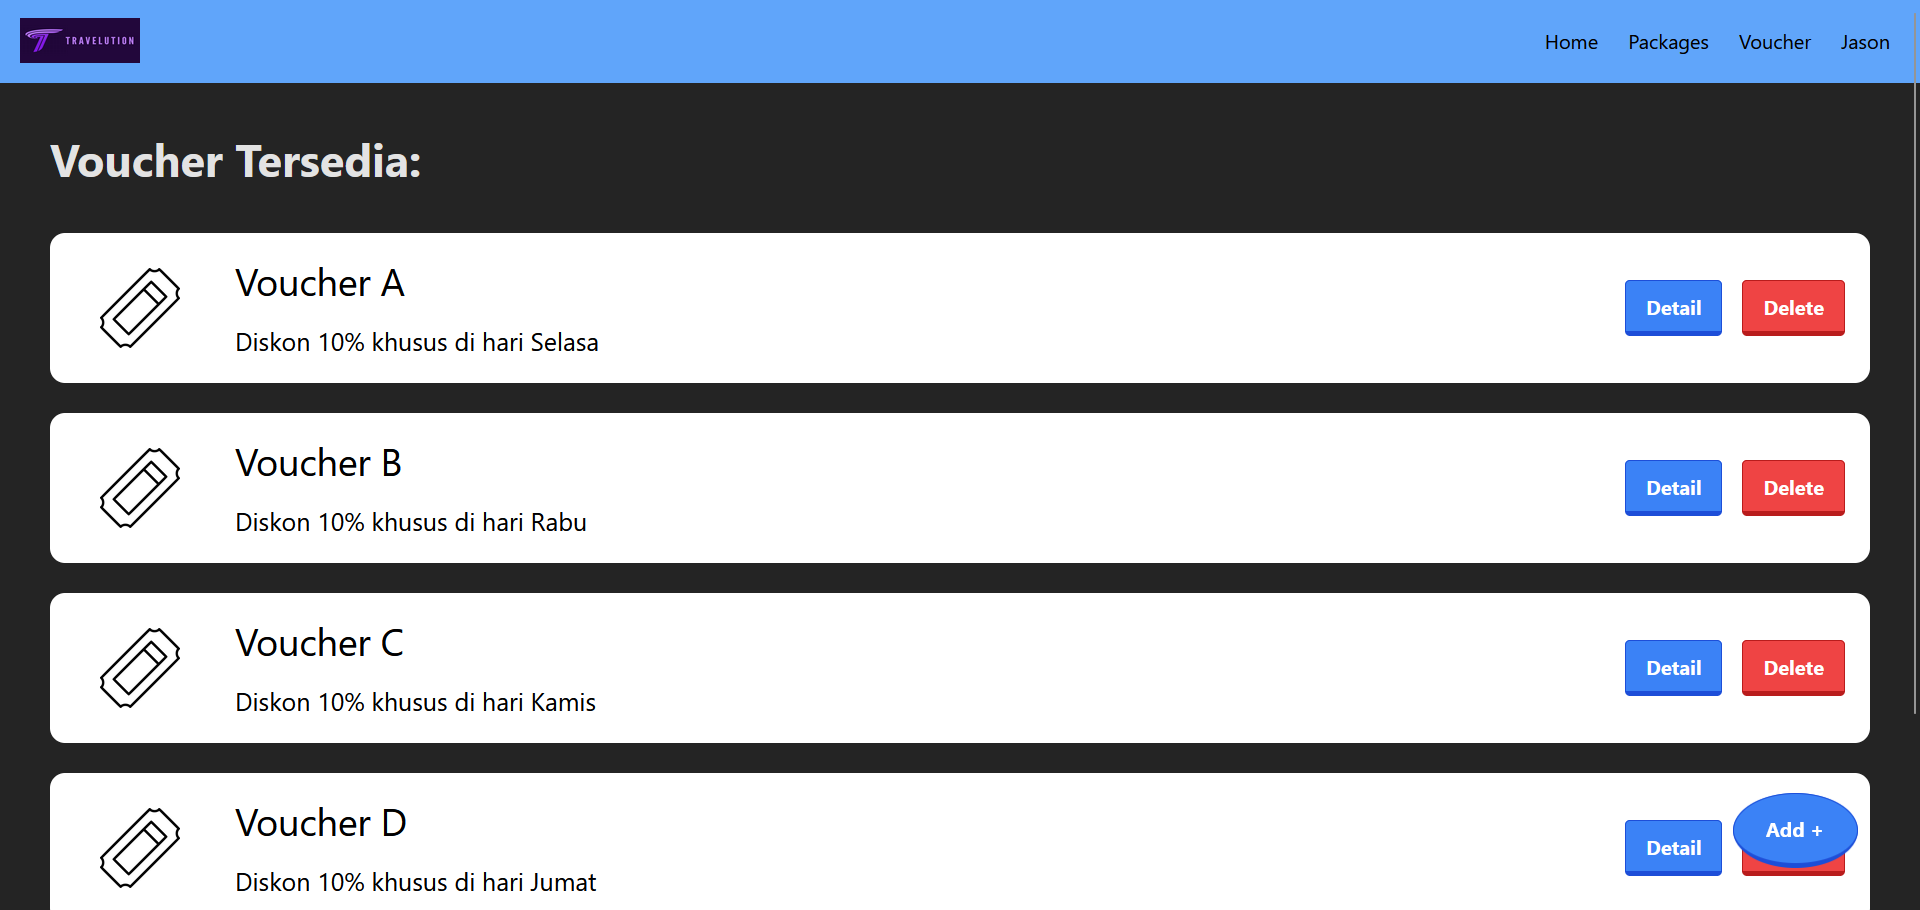 TRAVELUTION
Home Packages Voucher Jason
Voucher Tersedia:
Voucher A
Diskon 10% khusus di hari Selasa
Detail Delete
Voucher B
Diskon 10% khusus di hari Rabu
Detail Delete
Voucher C
Diskon 10% khusus di hari Kamis
Detail Delete
Voucher D
Diskon 10% khusus di hari Jumat
Detail
Add +